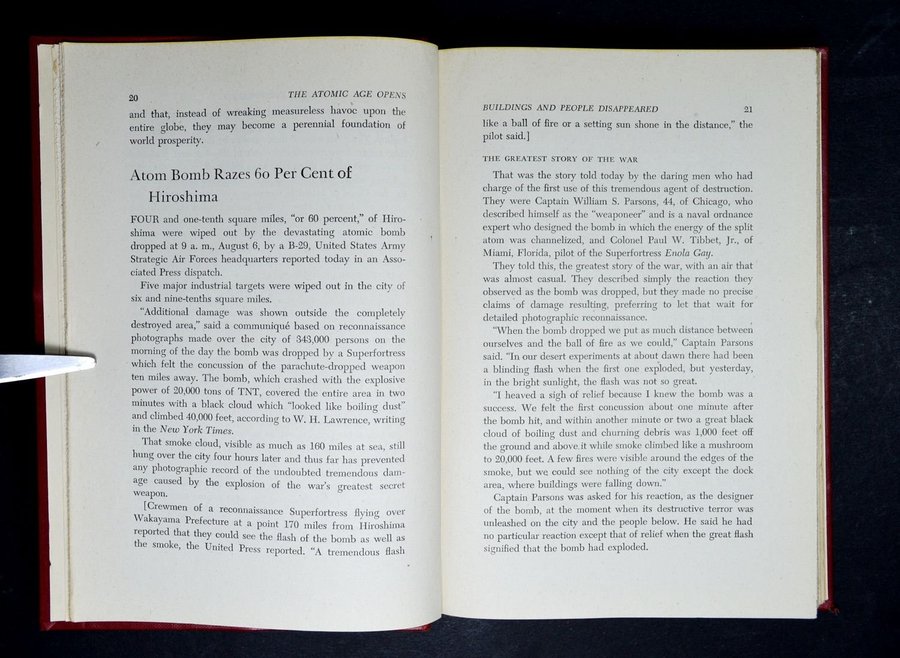 20
THE ATOMIC AGE OPENS
and that, instead of wreaking measureless havoc upon the
entire globe, they may become a perennial foundation of
world prosperity.
Atom Bomb Razes 60 Per Cent of
Hiroshima
FOUR and one-tenth square miles, “or 60 percent,” of Hiro-
shima were wiped out by the devastating atomic bomb
dropped at 9 a. m., August 6, by a B-29, United States Army
Strategic Air Forces headquarters reported today in an Asso-
ciated Press dispatch.
Five major industrial targets were wiped out in the city of
six and nine-tenths square miles.
“Additional damage was shown outside the completely
destroyed area,” said a communiqué based on reconnaissance
photographs made over the city of 343,000 persons on the
morning of the day the bomb was dropped by a Superfortress
which felt the concussion of the parachute-dropped weapon
ten miles away. The bomb, which crashed with the explosive
power of 20,000 tons of TNT, covered the entire area in two
minutes with a black cloud which “looked like boiling dust”
and climbed 40,000 feet, according to W. H. Lawrence, writing
in the New York Times.
That smoke cloud, visible as much as 160 miles at sea, still
hung over the city four hours later and thus far has prevented
any photographic record of the undoubted tremendous dam-
age caused by the explosion of the war's greatest secret
weapon.
[Crewmen of a reconnaissance Superfortress flying over
Wakayama Prefecture at a point 170 miles from Hiroshima
reported that they could see the flash of the bomb as well as
the smoke, the United Press reported. “A tremendous flash
BUILDINGS AND PEOPLE DISAPPEARED
21
like a ball of fire or a setting sun shone in the distance,” the
pilot said.]
THE GREATEST STORY OF THE WAR
That was the story told today by the daring men who had
charge of the first use of this tremendous agent of destruction.
They were Captain William S. Parsons, 44, of Chicago, who
described himself as the “weaponeer” and is a naval ordnance
expert who designed the bomb in which the energy of the split
atom was channelized, and Colonel Paul W. Tibbet, Jr., of
Miami, Florida, pilot of the Superfortress Enola Gay.
They told this, the greatest story of the war, with an air that
was almost casual. They described simply the reaction they
observed as the bomb was dropped, but they made no precise
claims of damage resulting, preferring to let that wait for
detailed photographic reconnaissance.
“When the bomb dropped we put as much distance between
ourselves and the ball of fire as we could,” Captain Parsons
said. “In our desert experiments at about dawn there had been
a blinding flash when the first one exploded, but yesterday,
in the bright sunlight, the flash was not so great.
“I heaved a sigh of relief because I knew the bomb was a
success. We felt the first concussion about one minute after
the bomb hit, and within another minute or two a great black
cloud of boiling dust and churning debris was 1,000 feet off
the ground and above it while smoke climbed like a mushroom
to 20,000 feet. A few fires were visible around the edges of the
smoke, but we could see nothing of the city except the dock
area, where buildings were falling down.”
Captain Parsons was asked for his reaction, as the designer
of the bomb, at the moment when its destructive terror was
unleashed on the city and the people below. He said he had
no particular reaction except that of relief when the great flash
signified that the bomb had exploded.